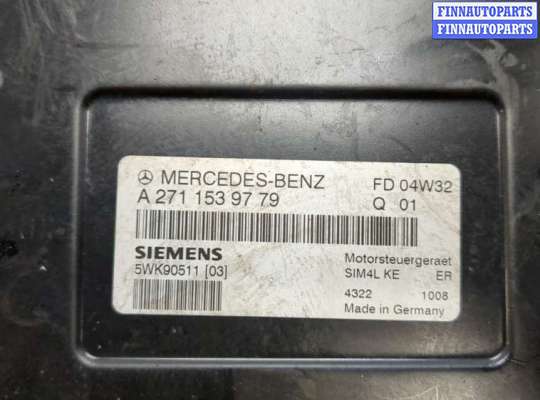 FINNAUTOPARTS
FINNAUTOPARTS
MERCEDES-BENZ FD 04W32
A 271 153 97 79 Q 01
SIEMENS Motorsteuergeraet
5WK90511 [03] SIM4L KE ER
4322 1008
Made in Germany